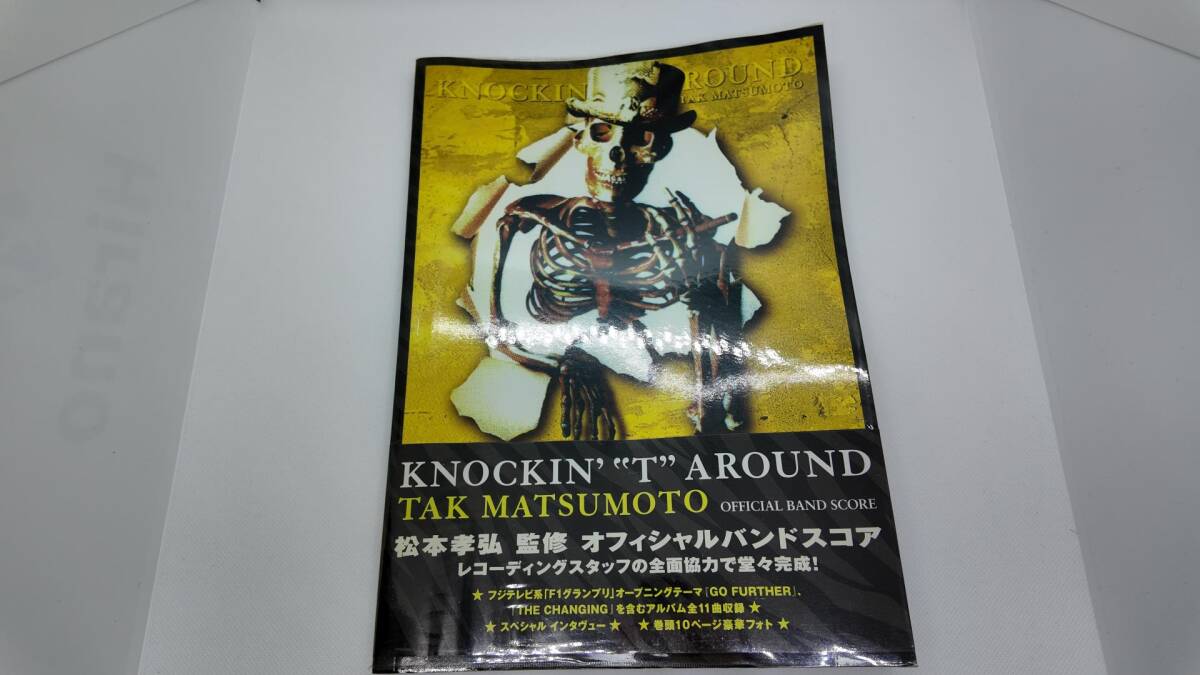 KNOCKIN' AROUND
TAK MATSUMOTO
KNOCKIN' “T” AROUND
TAK MATSUMOTO OFFICIAL BAND SCORE
松本孝弘 監修 オフィシャルバンドスコア
レコーディングスタッフの全面協力で堂々完成!
★ フジテレビ系「F1グランプリ」オープニングテーマ「GO FURTHER」、
「THE CHANGING」を含むアルバム全11曲収録 ★
★ スペシャル インタヴュー ★ ★ 巻頭10ページ豪華フォト ★